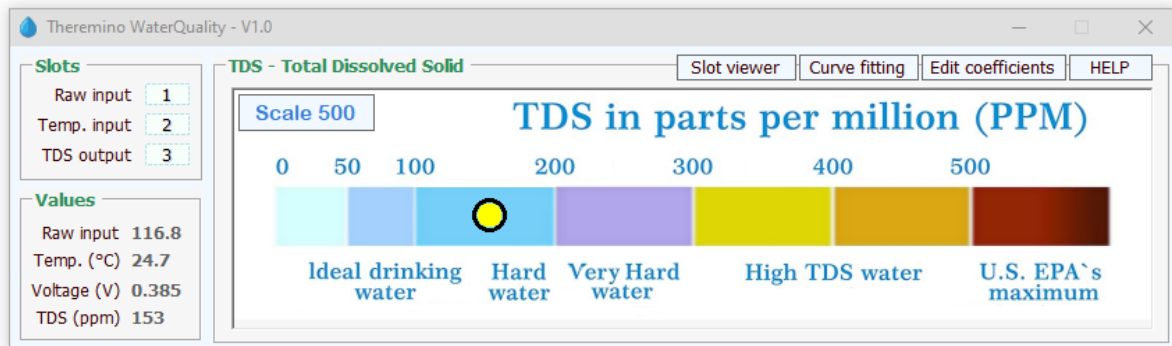 Theremino WaterQuality - V1.0
Slots
Raw input 1
Temp. input 2
TDS output 3
Values
Raw input 116.8
Temp. (°C) 24.7
Voltage (V) 0.385
TDS (ppm) 153
TDS - Total Dissolved Solid
Slot viewer Curve fitting Edit coefficients HELP
Scale 500
TDS in parts per million (PPM)
0 50 100 200 300 400 500
Ideal drinking water
Hard water
Very Hard water
High TDS water
U.S. EPA`s maximum